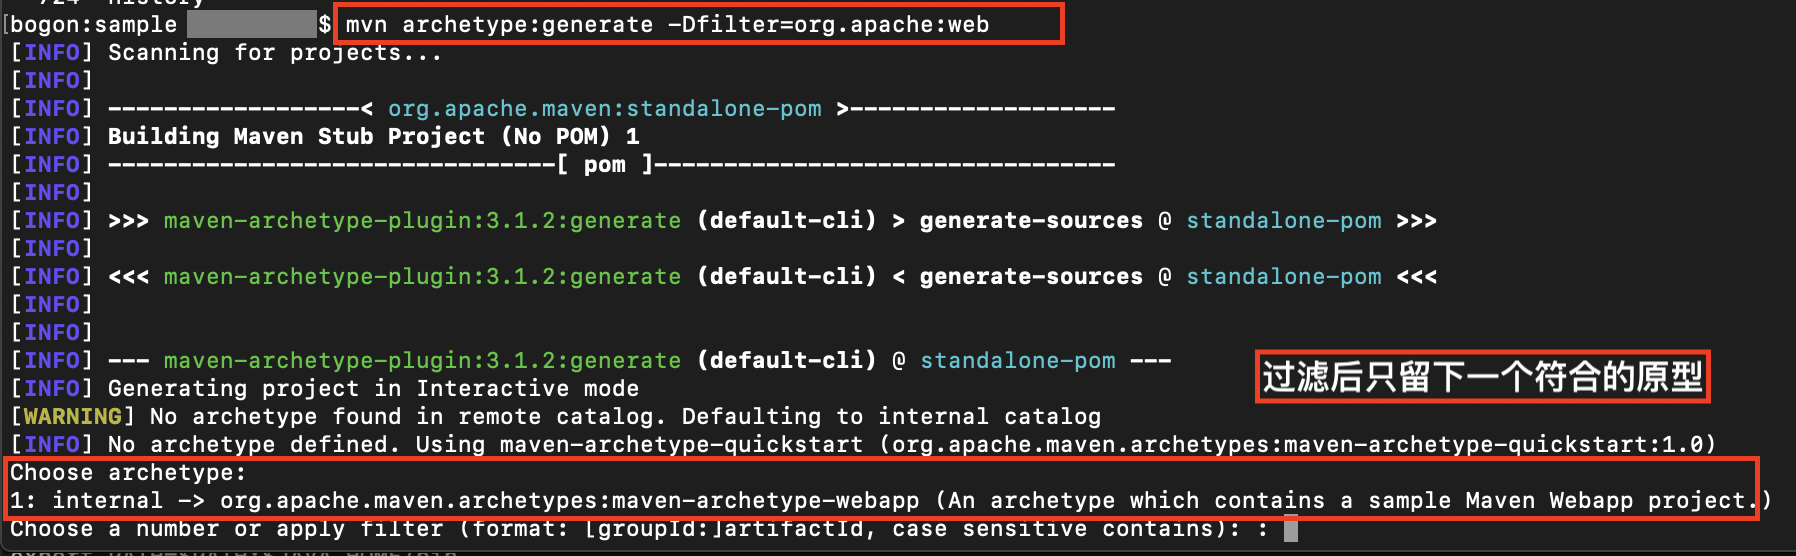 724 history
[bogon:sample $ mvn archetype:generate -Dfilter=org.apache:web
[INFO] Scanning for projects...
[INFO]
[INFO] ------------------< org.apache.maven:standalone-pom >-------------------
[INFO] Building Maven Stub Project (No POM) 1
[INFO] --------------------------------[ pom ]---------------------------------
[INFO]
[INFO] >>> maven-archetype-plugin:3.1.2:generate (default-cli) > generate-sources @ standalone-pom >>>
[INFO]
[INFO] <<< maven-archetype-plugin:3.1.2:generate (default-cli) < generate-sources @ standalone-pom <<<
[INFO]
[INFO]
[INFO] --- maven-archetype-plugin:3.1.2:generate (default-cli) @ standalone-pom ---
过滤后只留下一个符合的原型
[INFO] Generating project in Interactive mode
[WARNING] No archetype found in remote catalog. Defaulting to internal catalog
[INFO] No archetype defined. Using maven-archetype-quickstart (org.apache.maven.archetypes:maven-archetype-quickstart:1.0)
Choose archetype:
1: internal -> org.apache.maven.archetypes:maven-archetype-webapp (An archetype which contains a sample Maven Webapp project.)
Choose a number or apply filter (format: [groupId:]artifactId, case sensitive contains): :